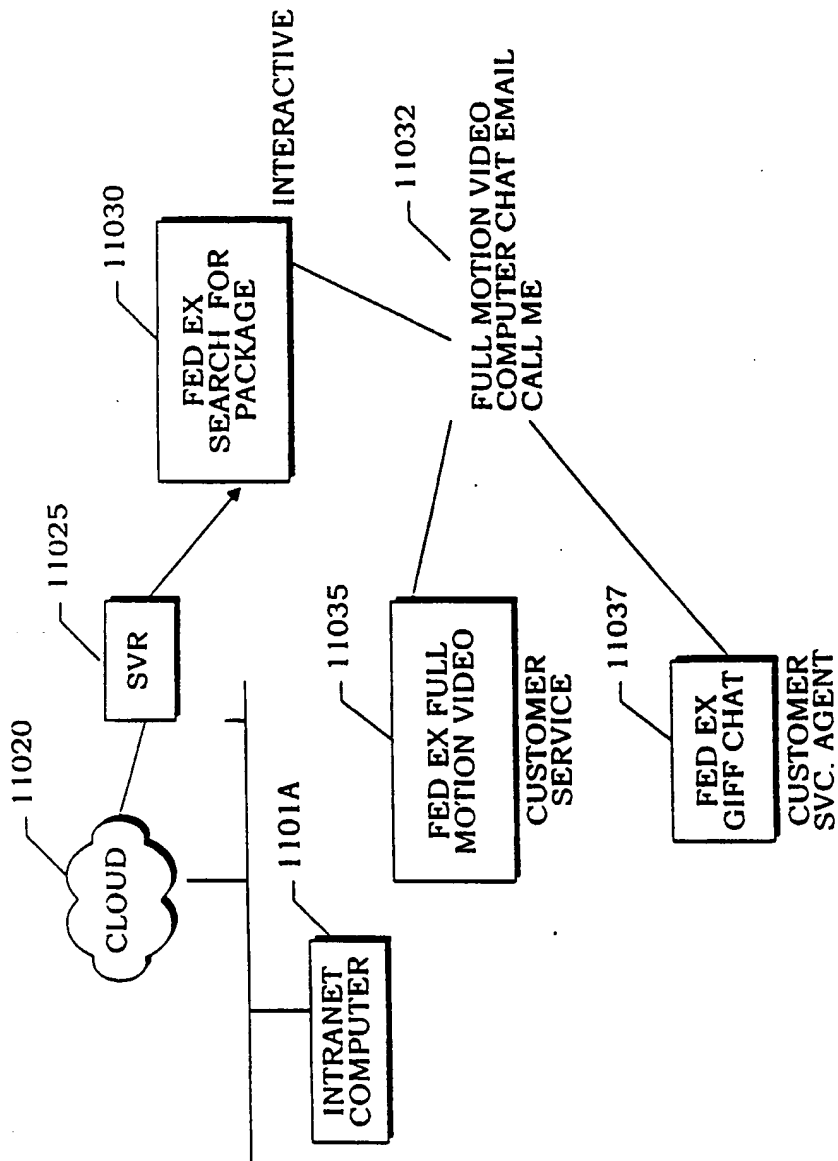 11020
CLOUD
11025
SVR
11030
FED EX
SEARCH FOR
PACKAGE
INTERACTIVE
1101A
INTRANET
COMPUTER
11035
FED EX FULL
MOTION VIDEO
CUSTOMER
SERVICE
11032
FULL MOTION VIDEO
COMPUTER CHAT EMAIL
CALL ME
11037
FED EX
GIFF CHAT
CUSTOMER
SVC. AGENT